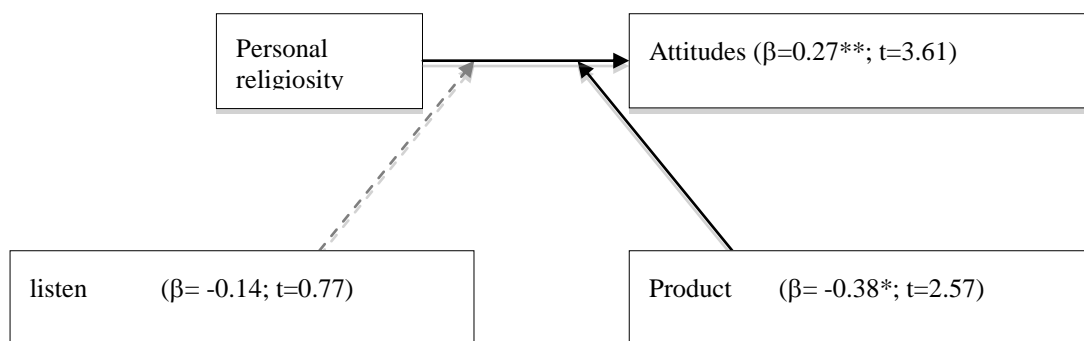 Personal
religiosity
Attitudes (β=0.27**; t=3.61)
listen (β= -0.14; t=0.77)
Product (β= -0.38*; t=2.57)